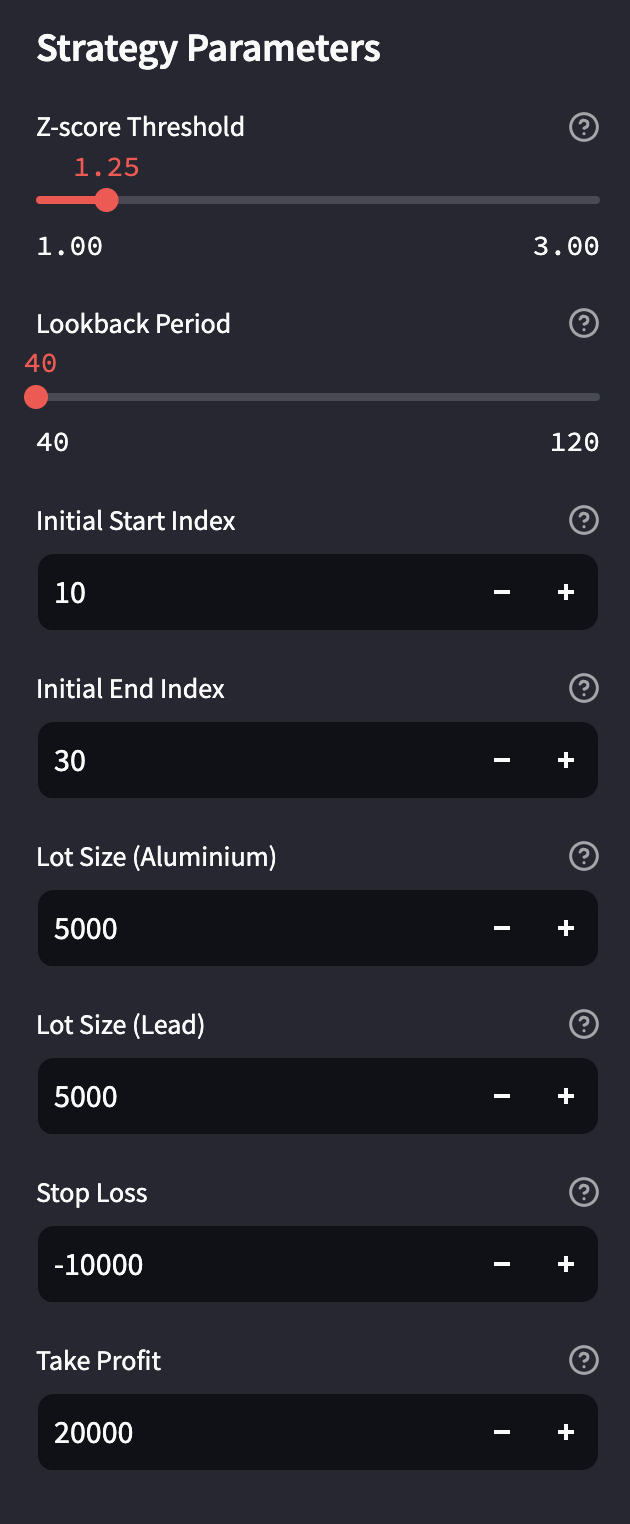 Strategy Parameters
Z-score Threshold
1.25
1.00 3.00
Lookback Period
40
40 120
Initial Start Index
10
Initial End Index
30
Lot Size (Aluminium)
5000
Lot Size (Lead)
5000
Stop Loss
-10000
Take Profit
20000